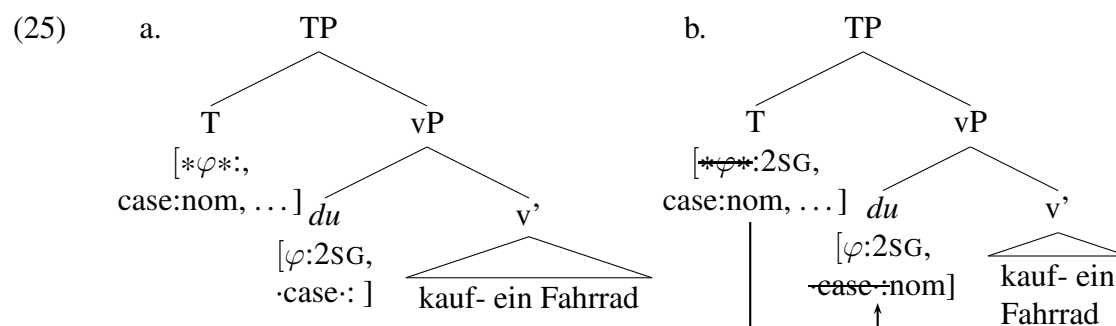 (25) a. TP b. TP
T vP T vP
[∗φ∗:, [∗φ∗:2SG,
case:nom, …] du v’ case:nom, …] du v’
[φ:2SG, [φ:2SG,
·case·: ] kauf- ein Fahrrad ·case·:nom] kauf- ein
Fahrrad